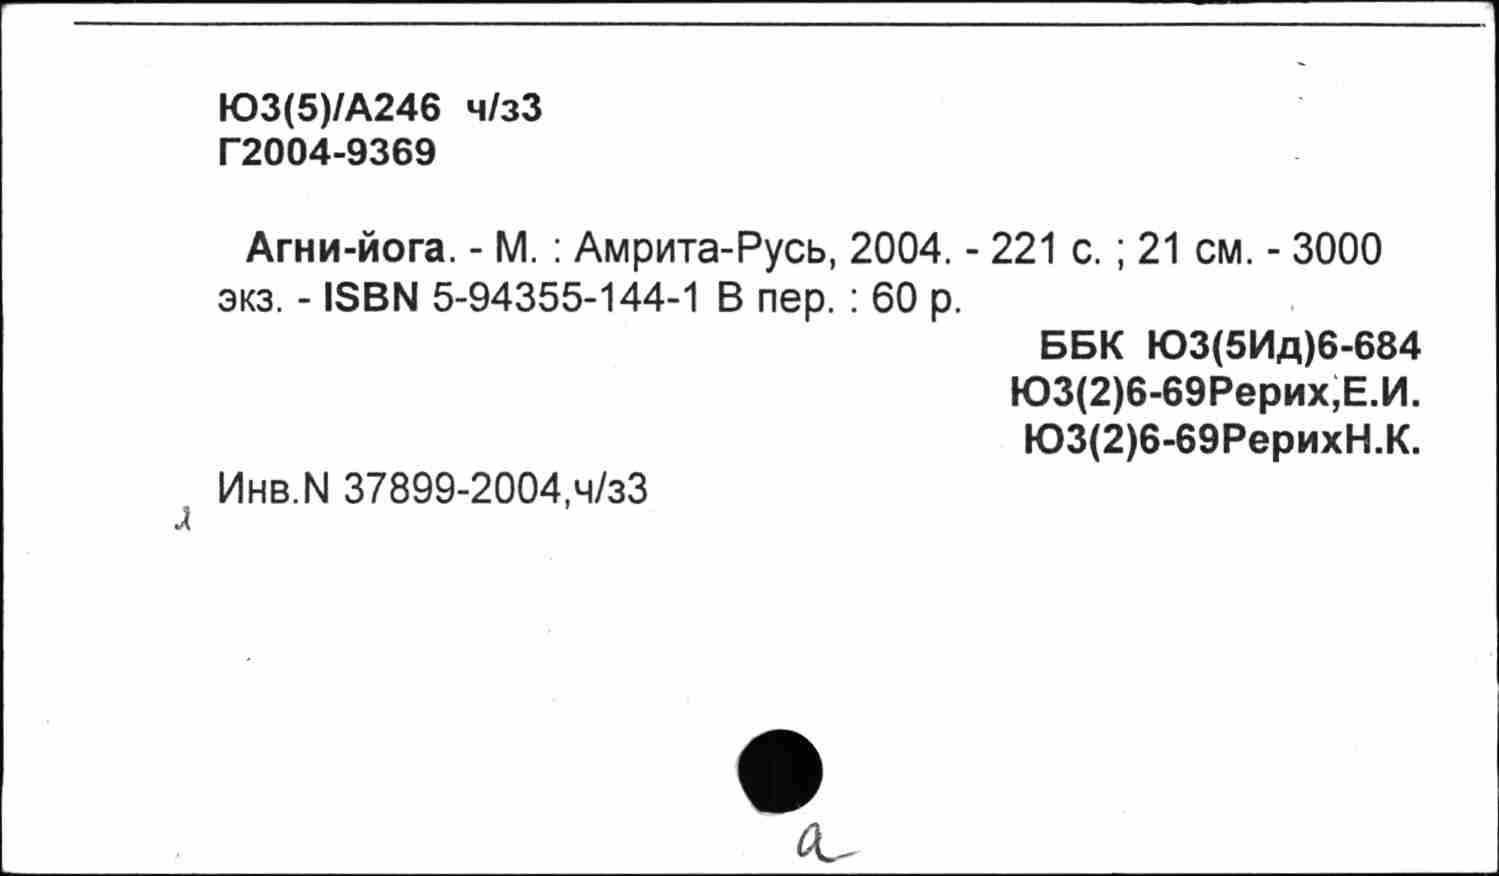 Ю3(5)/А246 ч/з3
Г2004-9369
Агни-йога. - М. : Амрита-Русь, 2004. - 221 с. ; 21 см. - 3000
экз. - ISBN 5-94355-144-1 В пер. : 60 р.
ББК Ю3(5Ид)6-684
Ю3(2)6-69Рерих,Е.И.
Ю3(2)6-69РерихН.К.
Инв.N 37899-2004,ч/з3
а